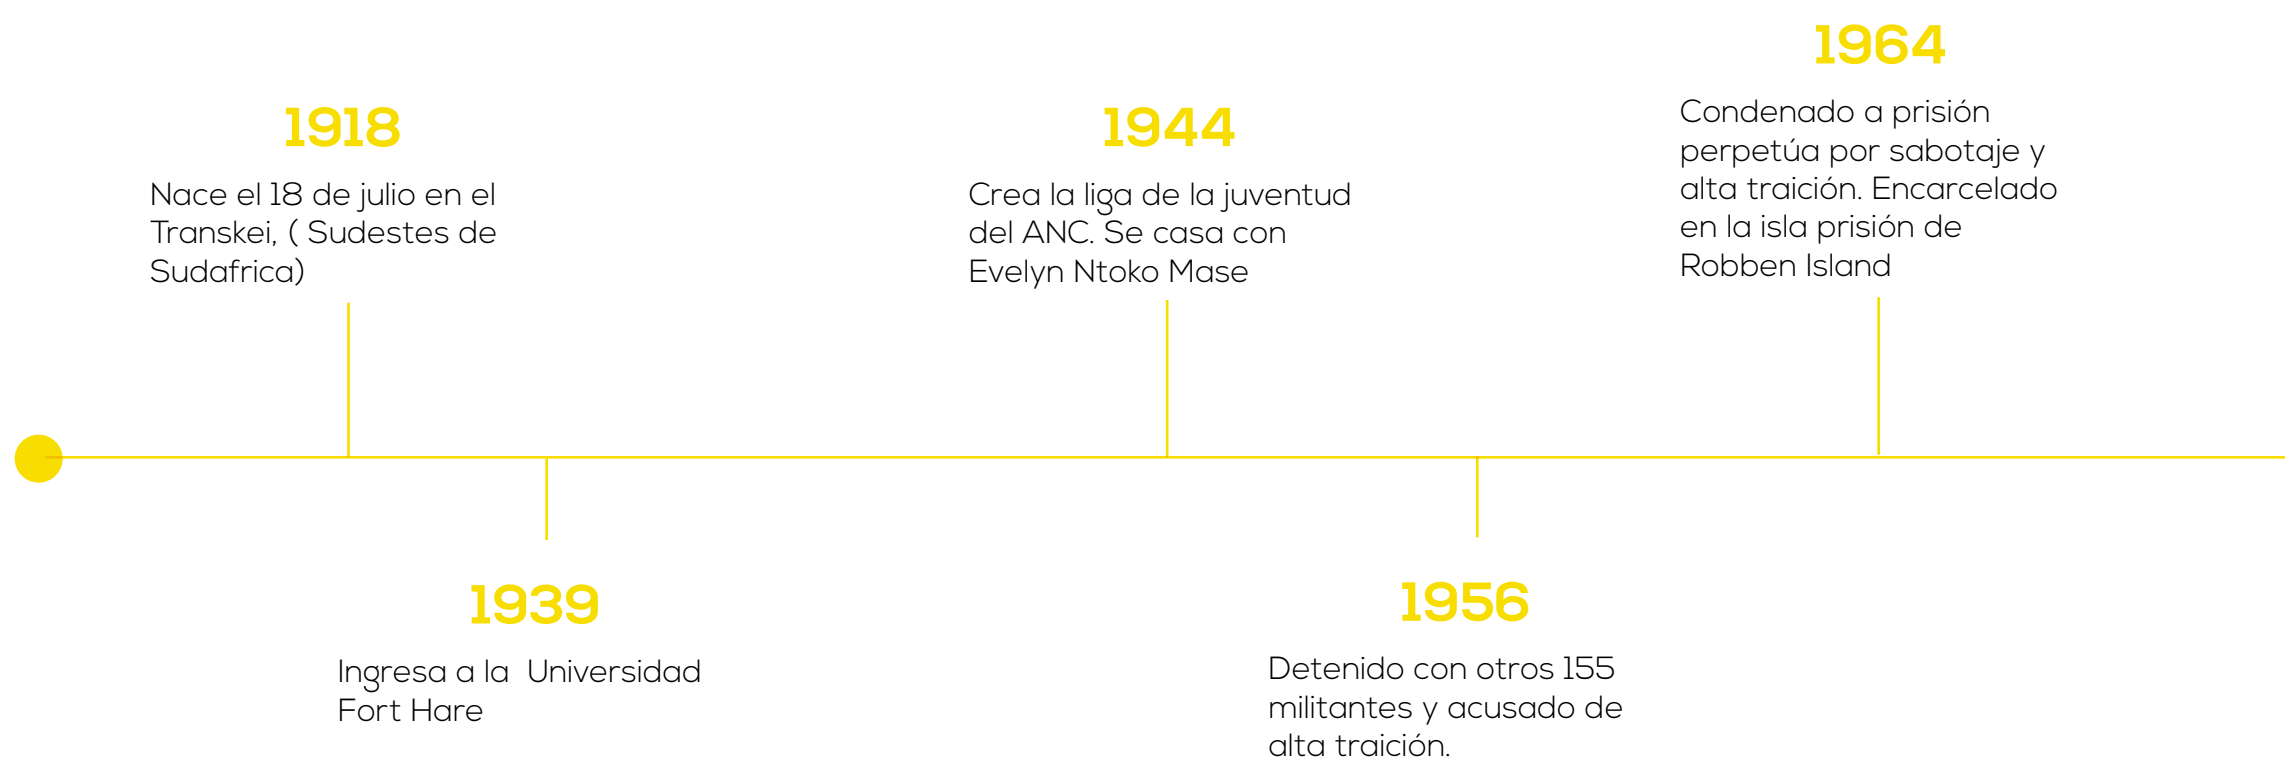 1918
Nace el 18 de julio en el
Transkei, ( Sudestes de
Sudafrica)
1939
Ingresa a la  Universidad
Fort Hare
1944
Crea la liga de la juventud
del ANC. Se casa con
Evelyn Ntoko Mase
1956
Detenido con otros 155
militantes y acusado de
alta traición.
1964
Condenado a prisión
perpetúa por sabotaje y
alta traición. Encarcelado
en la isla prisión de
Robben Island